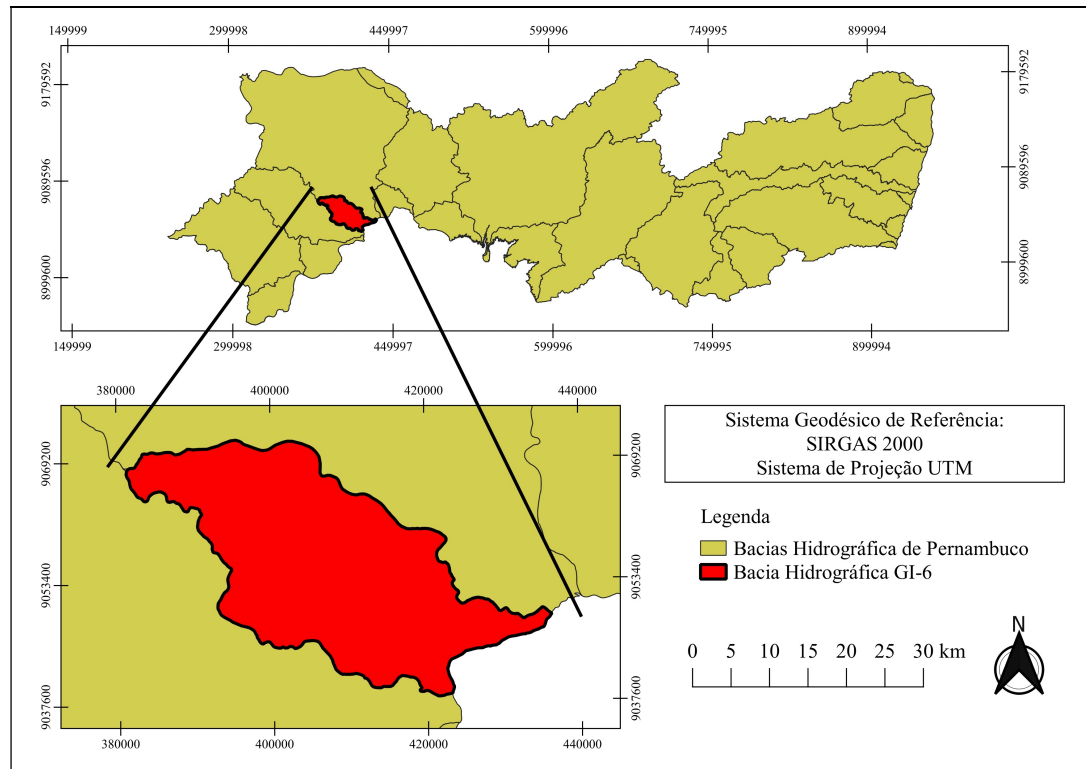 149999 299998 449997 599996 749995 899994
9179592 9179592
9089596 9089596
8999600 8999600
149999 299998 449997 599996 749995 899994
380000 400000 420000 440000
9069200 9069200
9053400 9053400
9037600 9037600
380000 400000 420000 440000
Sistema Geodésico de Referência:
SIRGAS 2000
Sistema de Projeção UTM
Legenda
Bacias Hidrográfica de Pernambuco
Bacia Hidrográfica GI-6
0 5 10 15 20 25 30 km
N